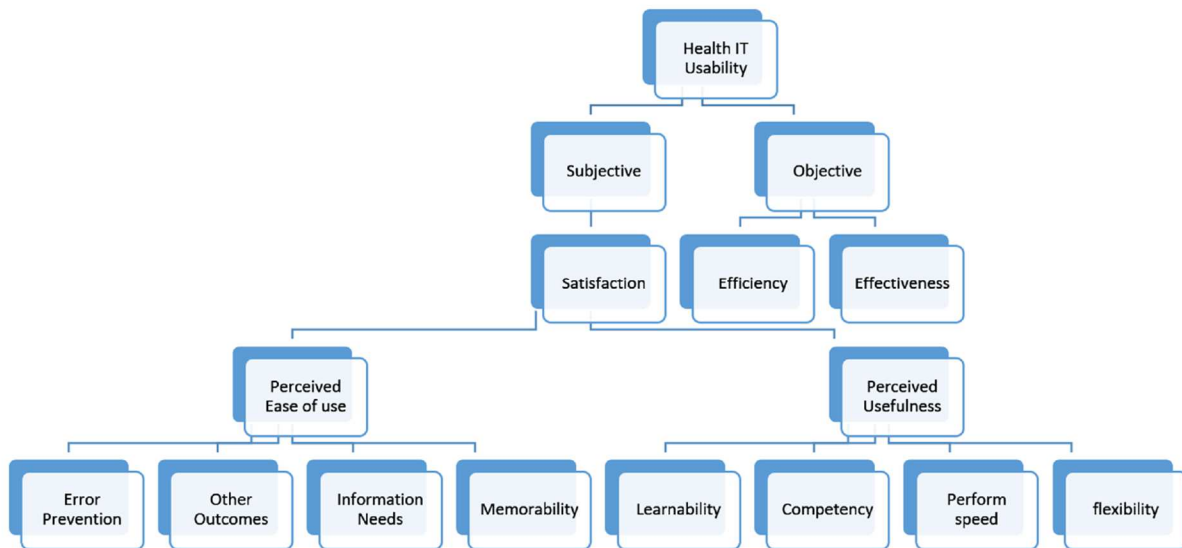 Health IT
Usability
Subjective
Objective
Satisfaction
Efficiency
Effectiveness
Perceived
Ease of use
Perceived
Usefulness
Error
Prevention
Other
Outcomes
Information
Needs
Memorability
Learnability
Competency
Perform
speed
flexibility